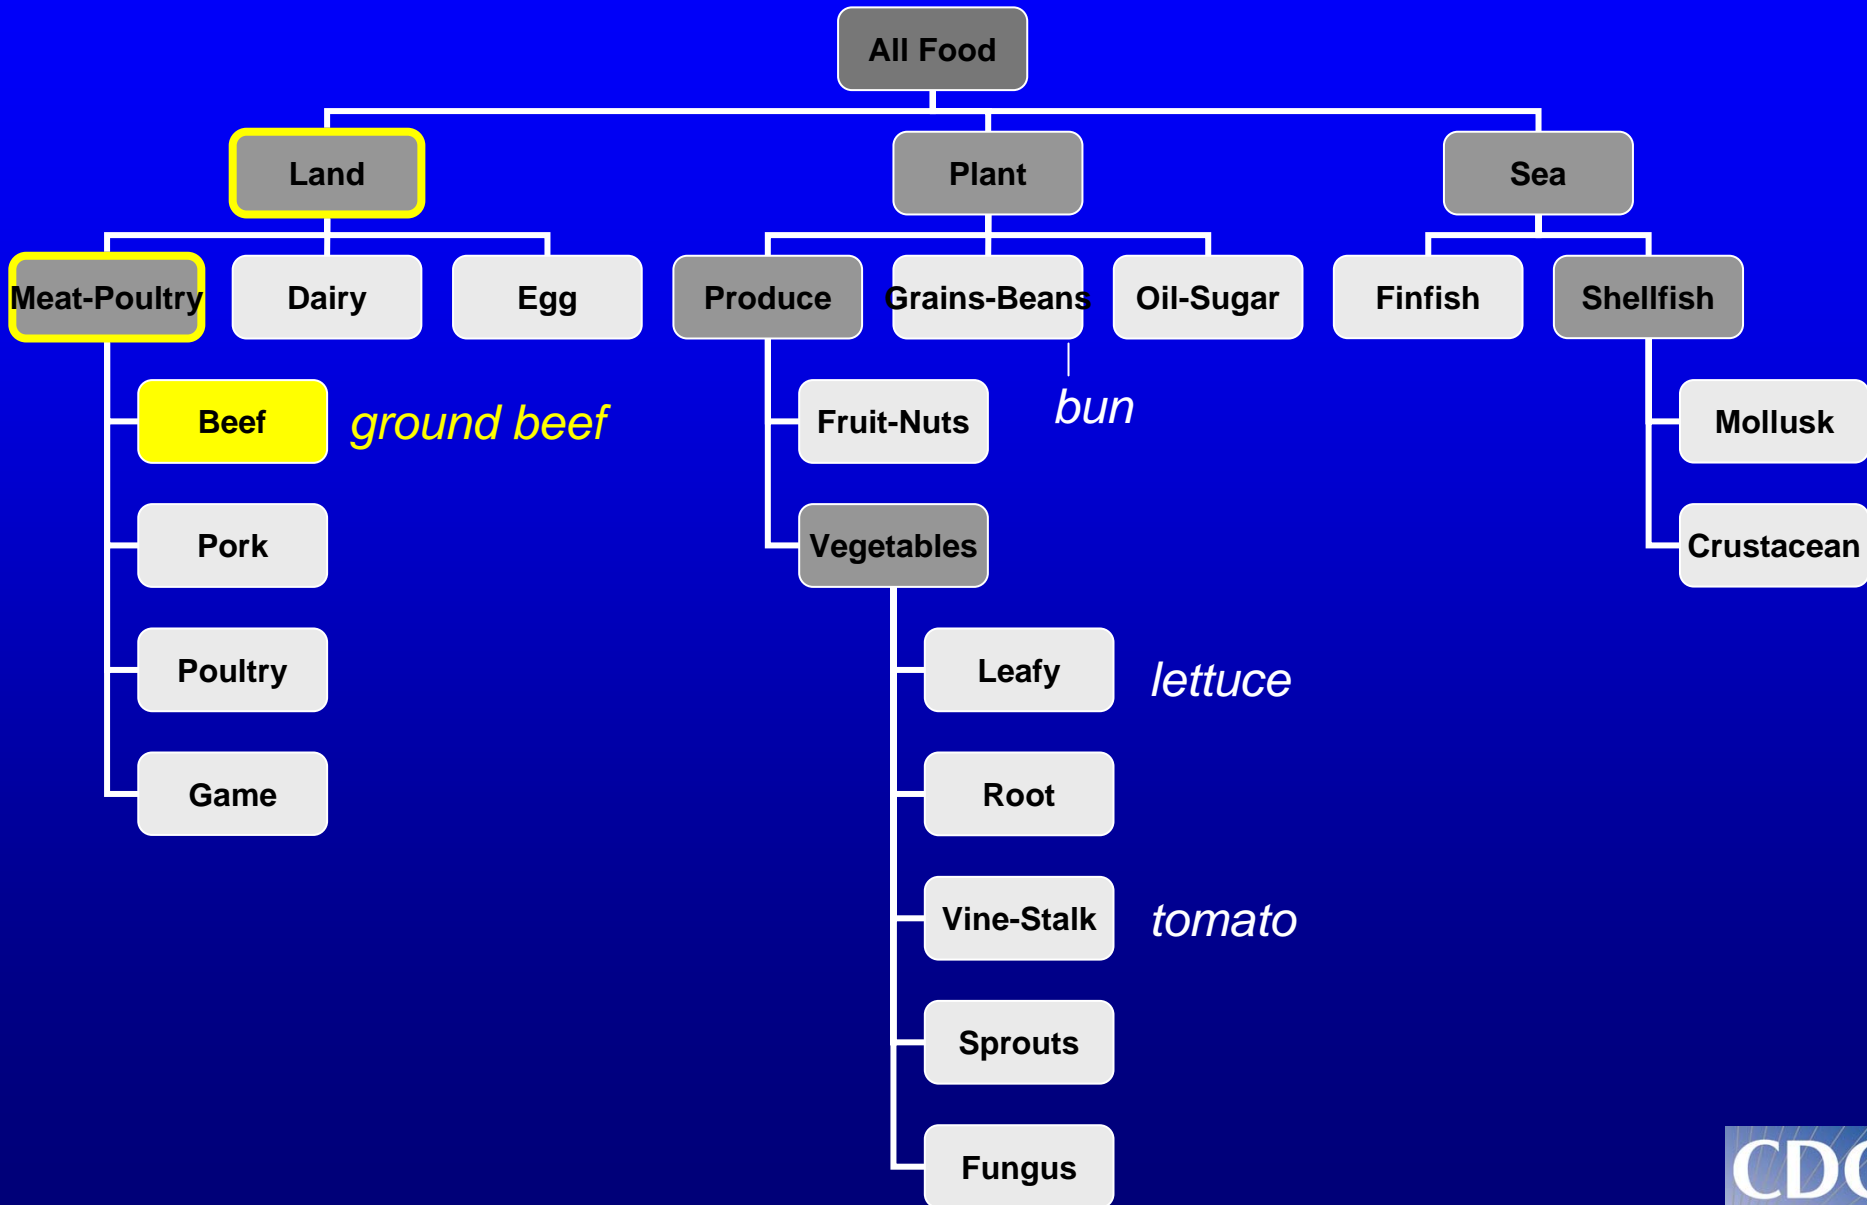 All Food
Land
Plant
Sea
Meat-Poultry
Dairy
Egg
Produce
Grains-Beans
Oil-Sugar
Finfish
Shellfish
Beef
ground beef
Fruit-Nuts
bun
Mollusk
Pork
Vegetables
Crustacean
Poultry
Leafy
lettuce
Game
Root
Vine-Stalk
tomato
Sprouts
Fungus
CDC